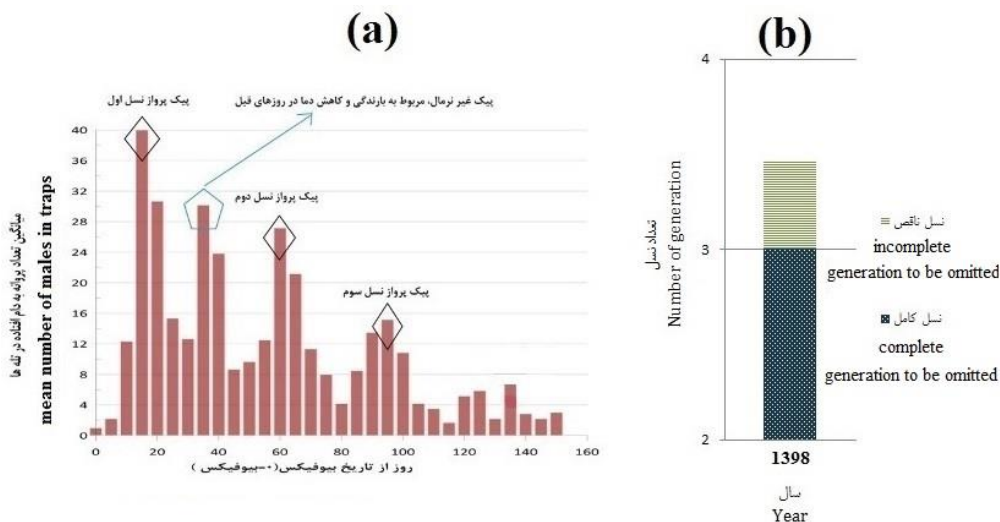 (a)
پیک پرواز نسل اول
پیک غیر نرمال، مربوط به بارندگی و کاهش دما در روزهای قبل
پیک پرواز نسل دوم
پیک پرواز نسل سوم
میانگین تعداد پروانه به دام افتاده در تله ها
mean number of males in traps
40
36
32
28
24
20
16
12
8
4
0
0 20 40 60 80 100 120 140 160
روز از تاریخ بیوفیکس(۰-بیوفیکس )
(b)
4
3
2
تعداد نسل
Number of generation
نسل ناقص
incomplete
generation to be omitted
نسل کامل
complete
generation to be omitted
1398
سال
Year